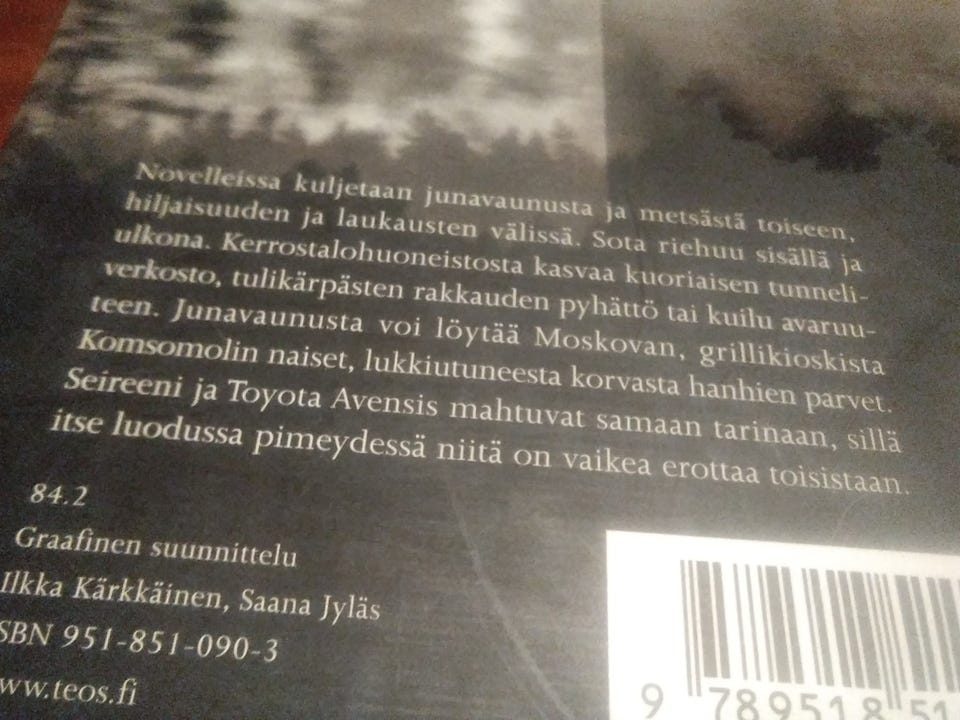 Novelleissa kuljetaan junavaunusta ja metsästä toiseen,
hiljaisuuden ja laukausten välissä. Sota riehuu sisällä ja
ulkona. Kerrostalohuoneistosta kasvaa kuoriaisen tunneli-
verkosto, tulikärpästen rakkauden pyhättö tai kuilu avaruu-
teen. Junavaunusta voi löytää Moskovan, grillikioskista
Komsomolin naiset, lukkiutuneesta korvasta hanhien parvet.
Seireeni ja Toyota Avensis mahtuvat samaan tarinaan, sillä
itse luodussa pimeydessä niitä on vaikea erottaa toisistaan.
84.2
Graafinen suunnittelu
Ilkka Kärkkäinen, Saana Jyläs
SBN 951-851-090-3
ww.teos.fi
9 789518 51